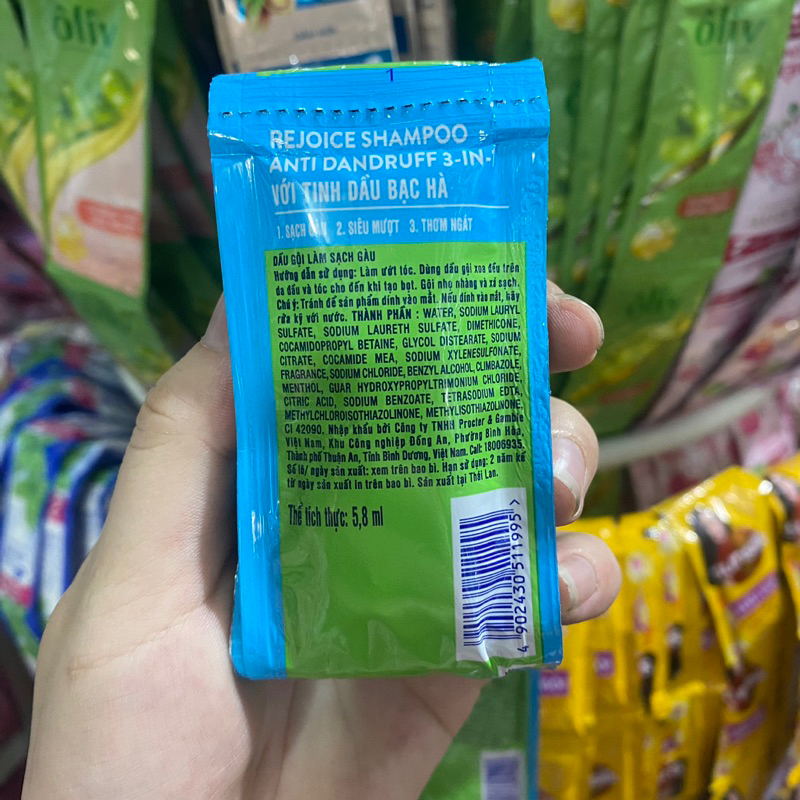 ôliv
ôliv
1
REJOICE SHAMPOO
ANTI DANDRUFF 3-IN-
VỚI TINH DẦU BẠC HÀ
1. SẠCH GÀU 2. SIÊU MƯỢT 3. THƠM NGÁT
DẦU GỘI LÀM SẠCH GÀU
Hướng dẫn sử dụng: Làm ướt tóc. Dùng dầu gội xoa đều trên
da đầu và tóc cho đến khi tạo bọt. Gội nhẹ nhàng và xả sạch.
Chú ý: Tránh để sản phẩm dính vào mắt. Nếu dính vào mắt, hãy
rửa kỹ với nước. THÀNH PHẦN : WATER, SODIUM LAURYL
SULFATE, SODIUM LAURETH SULFATE, DIMETHICONE,
COCAMIDOPROPYL BETAINE, GLYCOL DISTEARATE, SODIUM
CITRATE, COCAMIDE MEA, SODIUM XYLENESULFONATE,
FRAGRANCE, SODIUM CHLORIDE, BENZYL ALCOHOL, CLIMBAZOLE,
MENTHOL, GUAR HYDROXYPROPYLTRIMONIUM CHLORIDE,
CITRIC ACID, SODIUM BENZOATE, TETRASODIUM EDTA,
METHYLCHLOROISOTHIAZOLINONE, METHYLISOTHIAZOLINONE,
CI 42090. Nhập khẩu bởi Công ty TNHH Procter & Gamble
Việt Nam, Khu Công nghiệp Đồng An, Phường Bình Hòa,
Thành phố Thuận An, Tỉnh Bình Dương, Việt Nam. Call: 18006935.
Số lô/ ngày sản xuất: xem trên bao bì. Hạn sử dụng: 2 năm kể
từ ngày sản xuất in trên bao bì. Sản xuất tại Thái Lan.
Thể tích thực: 5,8 ml
4 902430 511995 >